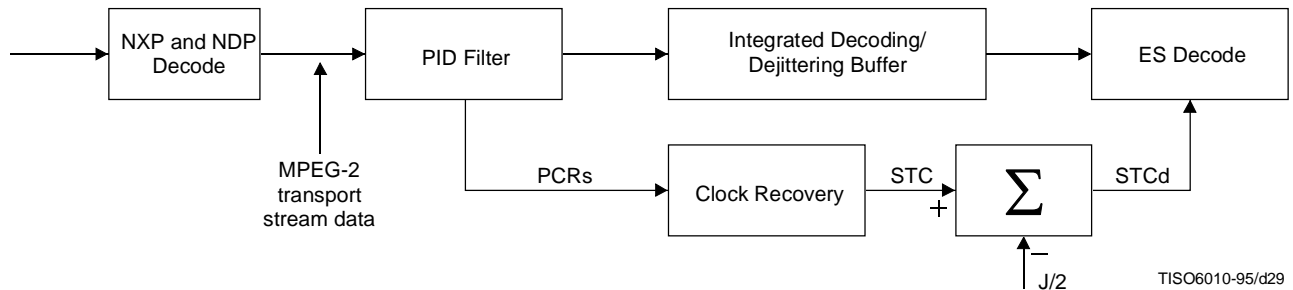 NXP and NDP
Decode
PID Filter
Integrated Decoding/
Dejittering Buffer
ES Decode
MPEG-2
transport
stream data
PCRs
Clock Recovery
STC
+
Σ
STCd
–
J/2
TISO6010-95/d29